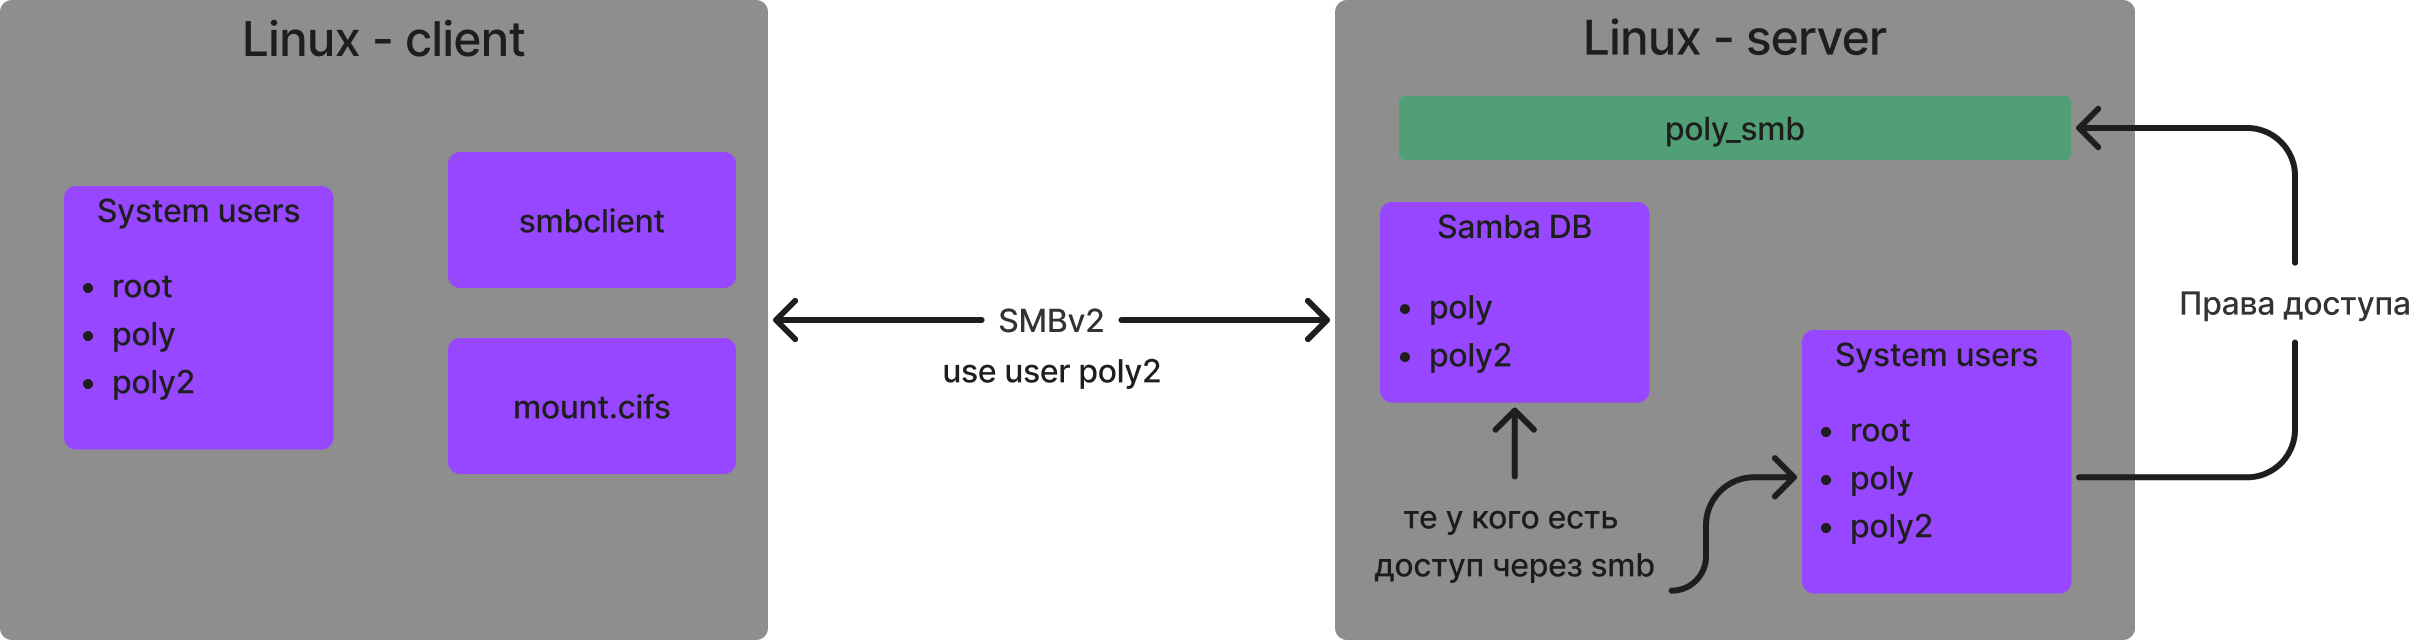 Linux - client
System users
root
poly
poly2
smbclient
mount.cifs
SMBv2
use user poly2
Linux - server
poly_smb
Samba DB
poly
poly2
те у кого есть
доступ через smb
System users
root
poly
poly2
Права доступа